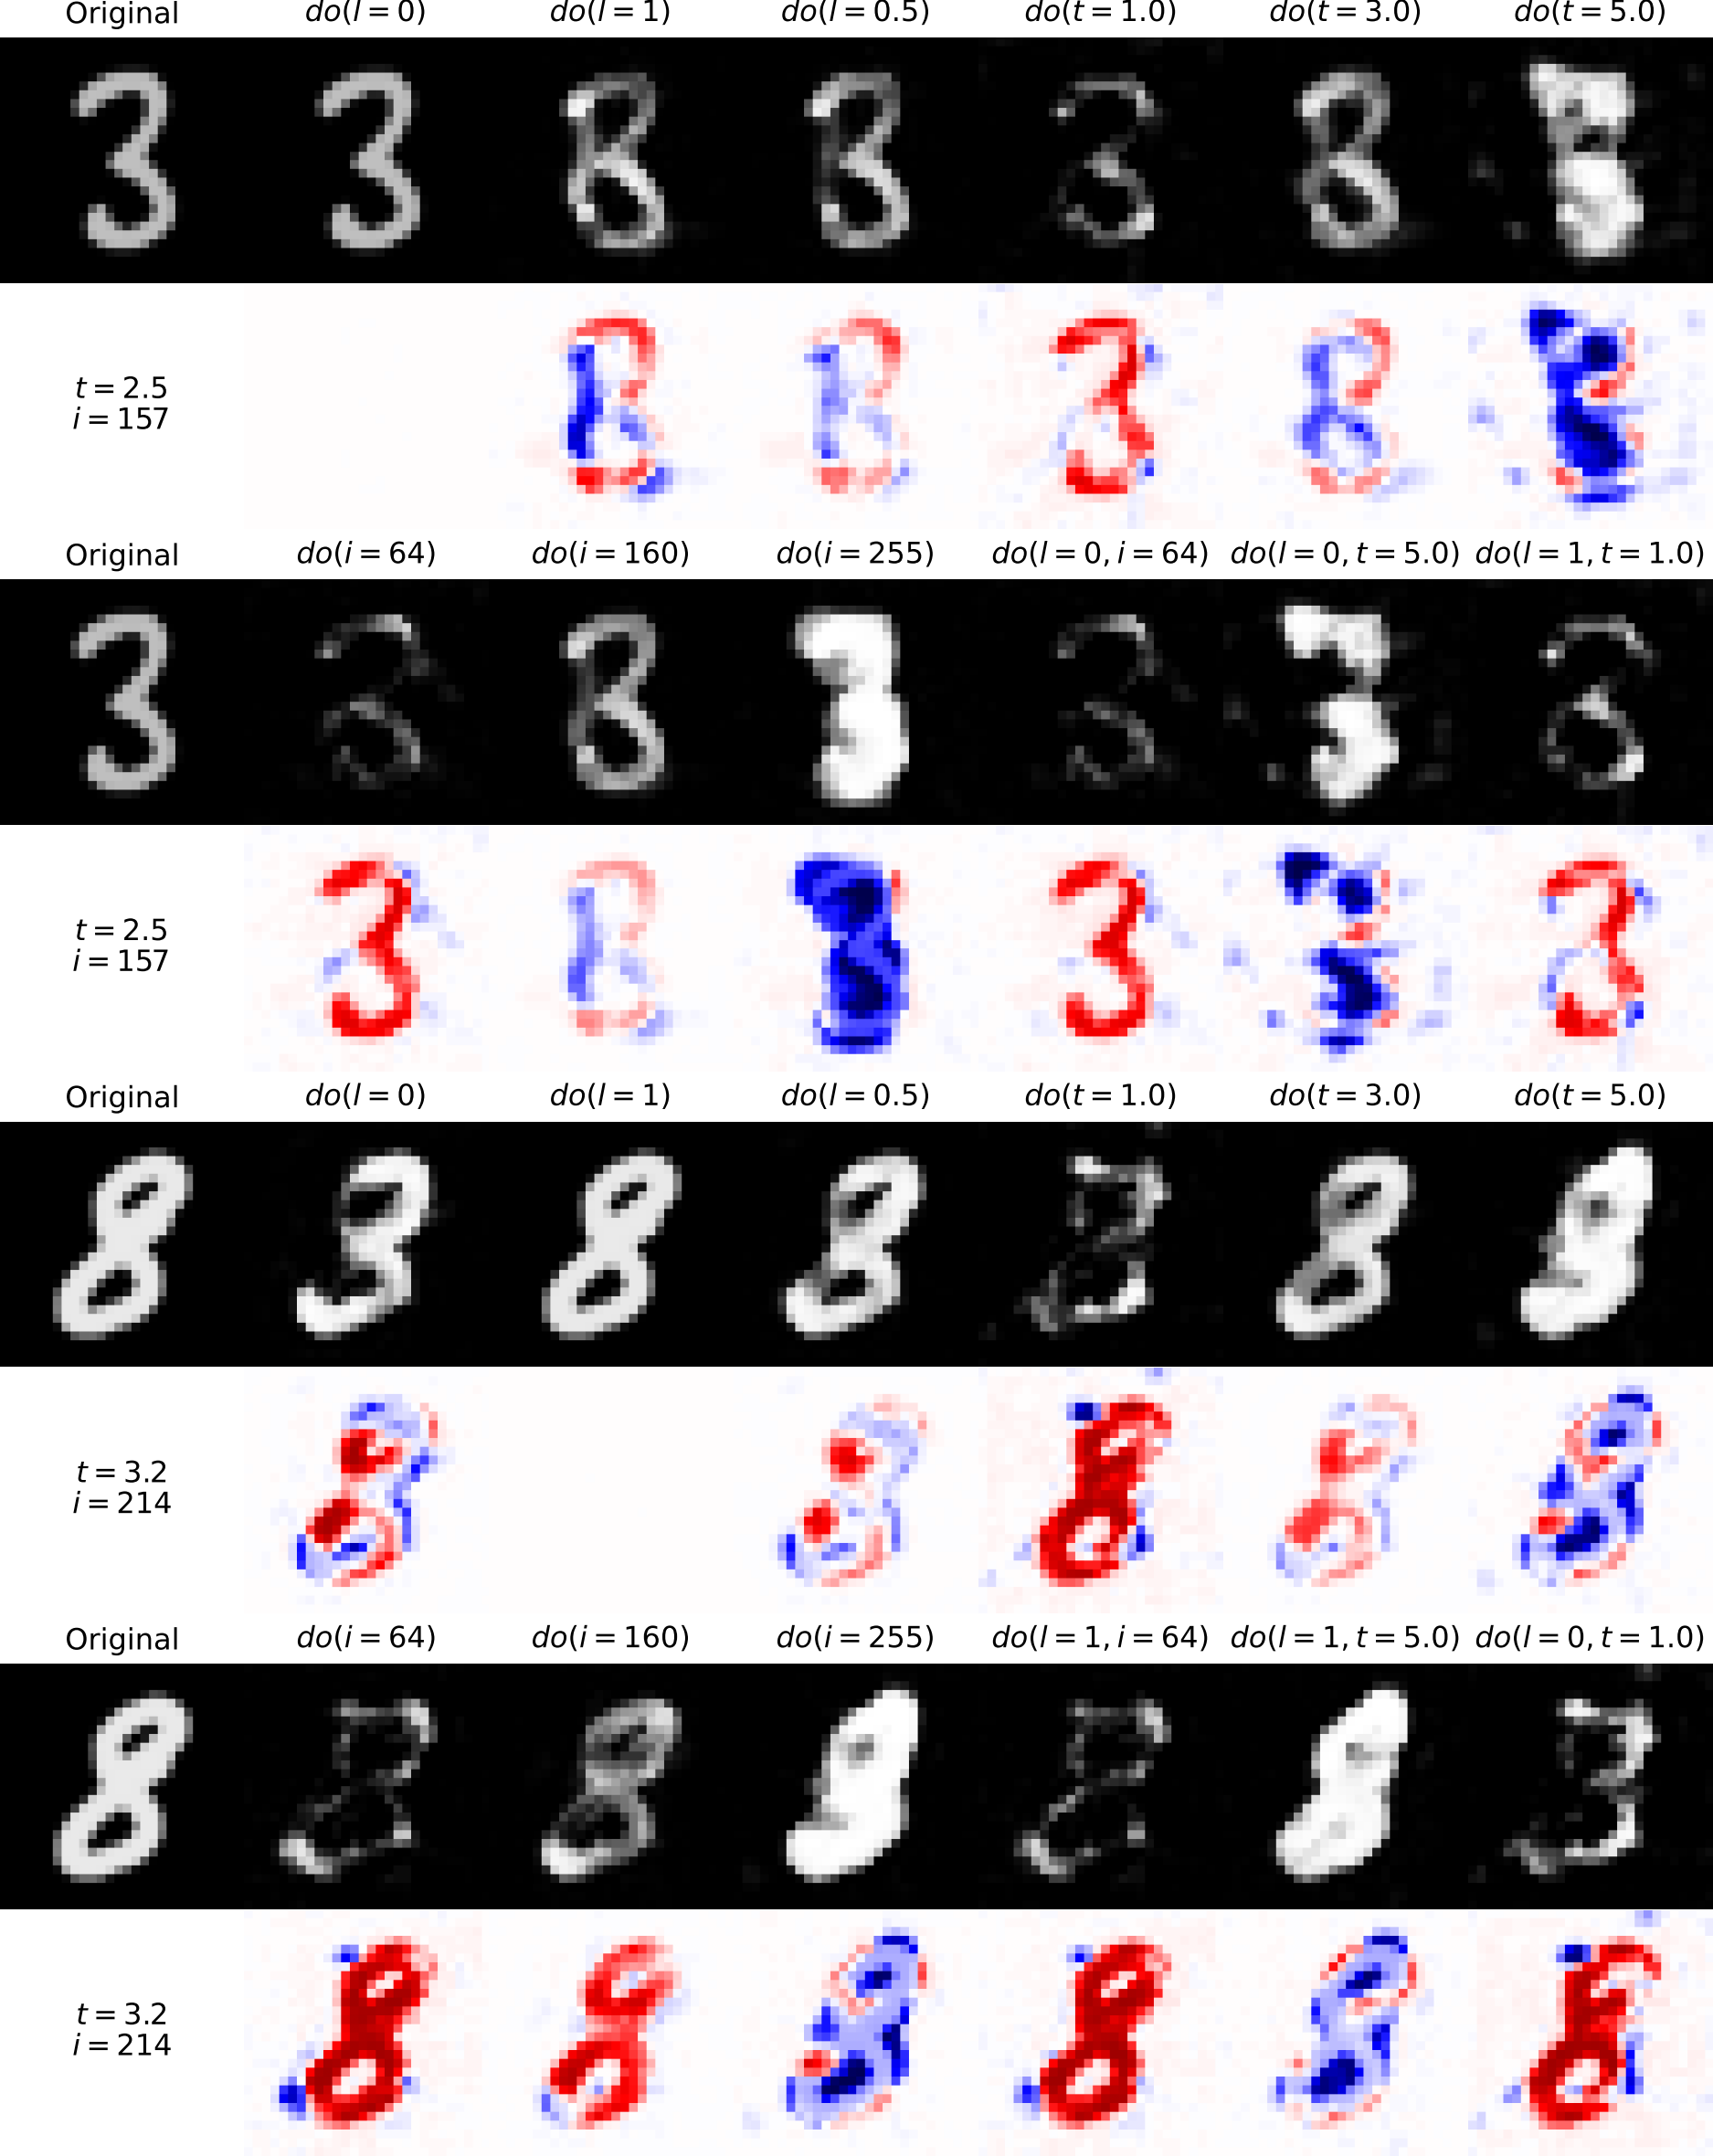 Original do(l = 0) do(l = 1) do(l = 0.5) do(t = 1.0) do(t = 3.0) do(t = 5.0)
t = 2.5
i = 157
Original do(i = 64) do(i = 160) do(i = 255) do(l = 0, i = 64) do(l = 0, t = 5.0) do(l = 1, t = 1.0)
t = 2.5
i = 157
Original do(l = 0) do(l = 1) do(l = 0.5) do(t = 1.0) do(t = 3.0) do(t = 5.0)
t = 3.2
i = 214
Original do(i = 64) do(i = 160) do(i = 255) do(l = 1, i = 64) do(l = 1, t = 5.0) do(l = 0, t = 1.0)
t = 3.2
i = 214